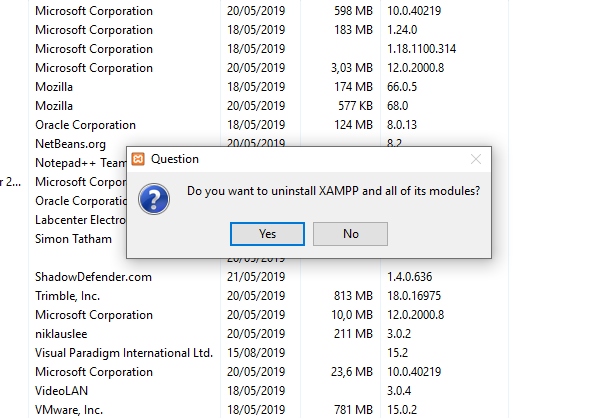 Microsoft Corporation 20/05/2019 598 MB 10.0.40219
Microsoft Corporation 18/05/2019 183 MB 1.24.0
Microsoft Corporation 18/05/2019 1.18.1100.314
Microsoft Corporation 20/05/2019 3,03 MB 12.0.2000.8
Mozilla 18/05/2019 174 MB 66.0.5
Mozilla 20/05/2019 577 KB 68.0
Oracle Corporation 18/05/2019 124 MB 8.0.13
NetBeans.org 20/05/2019 8.2
Notepad++ Team
r 2... Microsoft Corpor
Oracle Corporatio
Labcenter Electro
Simon Tatham
Question
Do you want to uninstall XAMPP and all of its modules?
Yes No
20/05/2019
ShadowDefender.com 21/05/2019 1.4.0.636
Trimble, Inc. 20/05/2019 813 MB 18.0.16975
Microsoft Corporation 20/05/2019 10,0 MB 12.0.2000.8
niklauslee 20/05/2019 211 MB 3.0.2
Visual Paradigm International Ltd. 15/08/2019 15.2
Microsoft Corporation 20/05/2019 23,6 MB 10.0.40219
VideoLAN 18/05/2019 3.0.4
VMware, Inc. 18/05/2019 781 MB 15.0.2